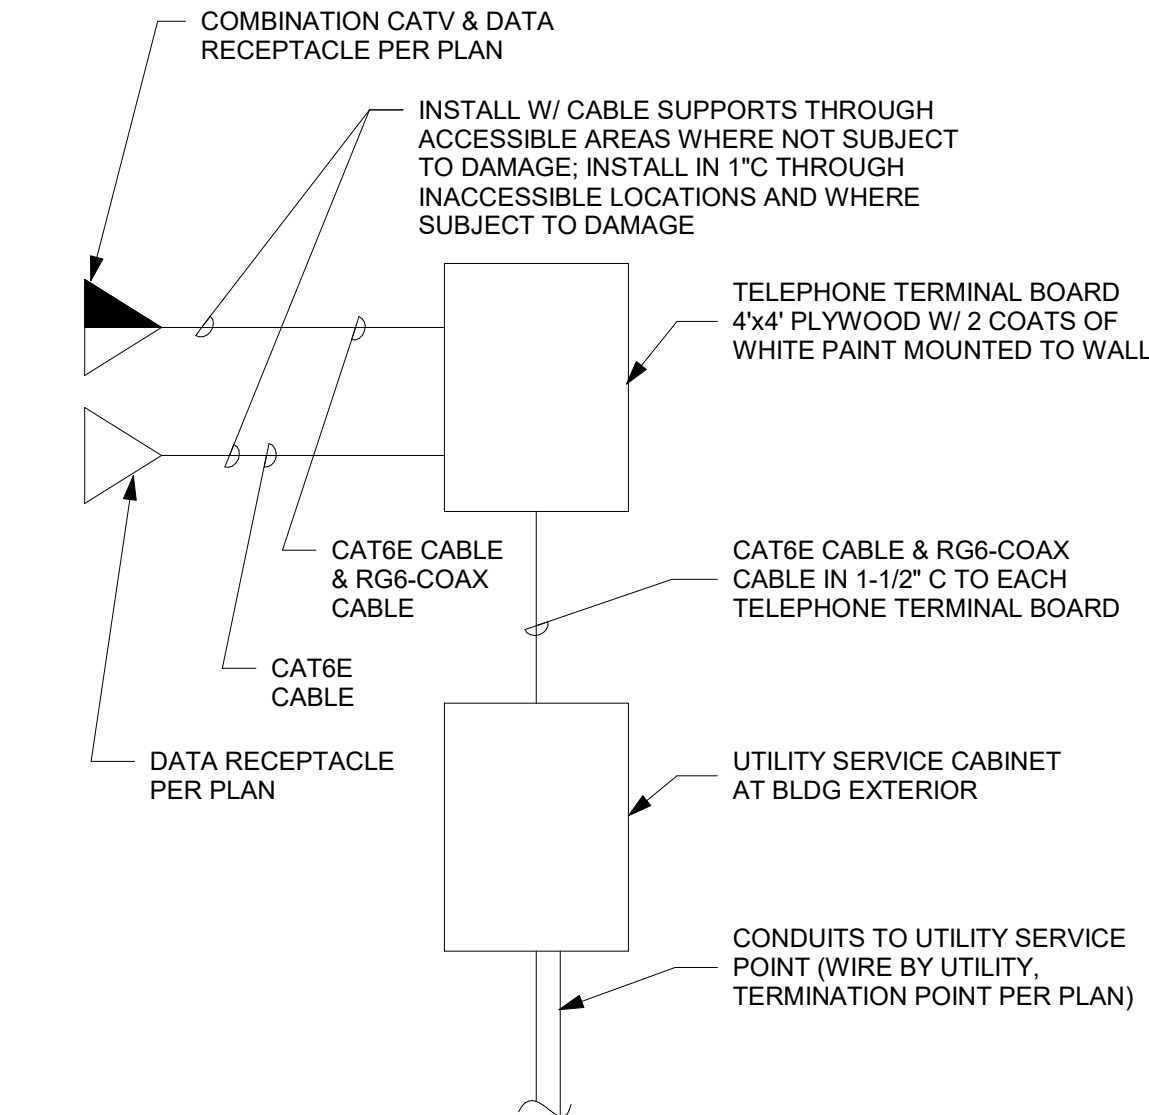 COMBINATION CATV & DATA
RECEPTACLE PER PLAN
INSTALL W/ CABLE SUPPORTS THROUGH
ACCESSIBLE AREAS WHERE NOT SUBJECT
TO DAMAGE; INSTALL IN 1"C THROUGH
INACCESSIBLE LOCATIONS AND WHERE
SUBJECT TO DAMAGE
TELEPHONE TERMINAL BOARD
4'x4' PLYWOOD W/ 2 COATS OF
WHITE PAINT MOUNTED TO WALL
CAT6E CABLE
& RG6-COAX
CABLE
CAT6E CABLE & RG6-COAX
CABLE IN 1-1/2" C TO EACH
TELEPHONE TERMINAL BOARD
CAT6E
CABLE
DATA RECEPTACLE
PER PLAN
UTILITY SERVICE CABINET
AT BLDG EXTERIOR
CONDUITS TO UTILITY SERVICE
POINT (WIRE BY UTILITY,
TERMINATION POINT PER PLAN)